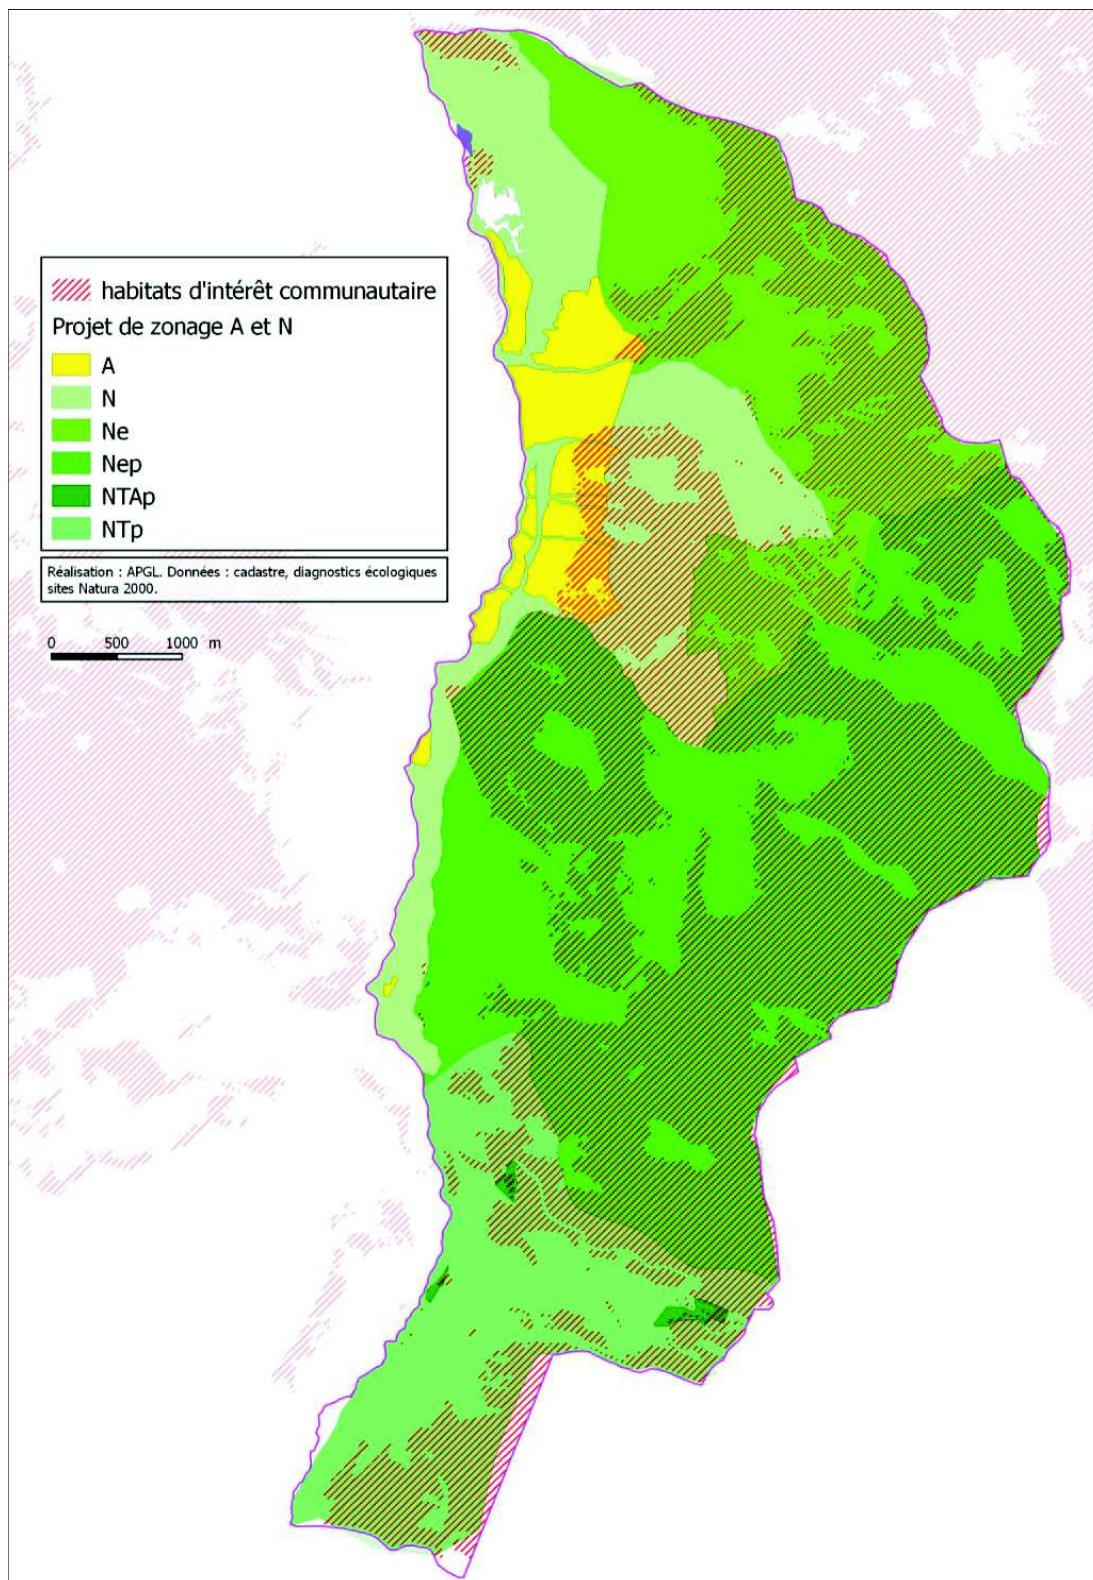 habitats d'intérêt communautaire
Projet de zonage A et N
A
N
Ne
Nep
NTAp
NTp
Réalisation : APGL. Données : cadastre, diagnostics écologiques
sites Natura 2000.
0 500 1000 m